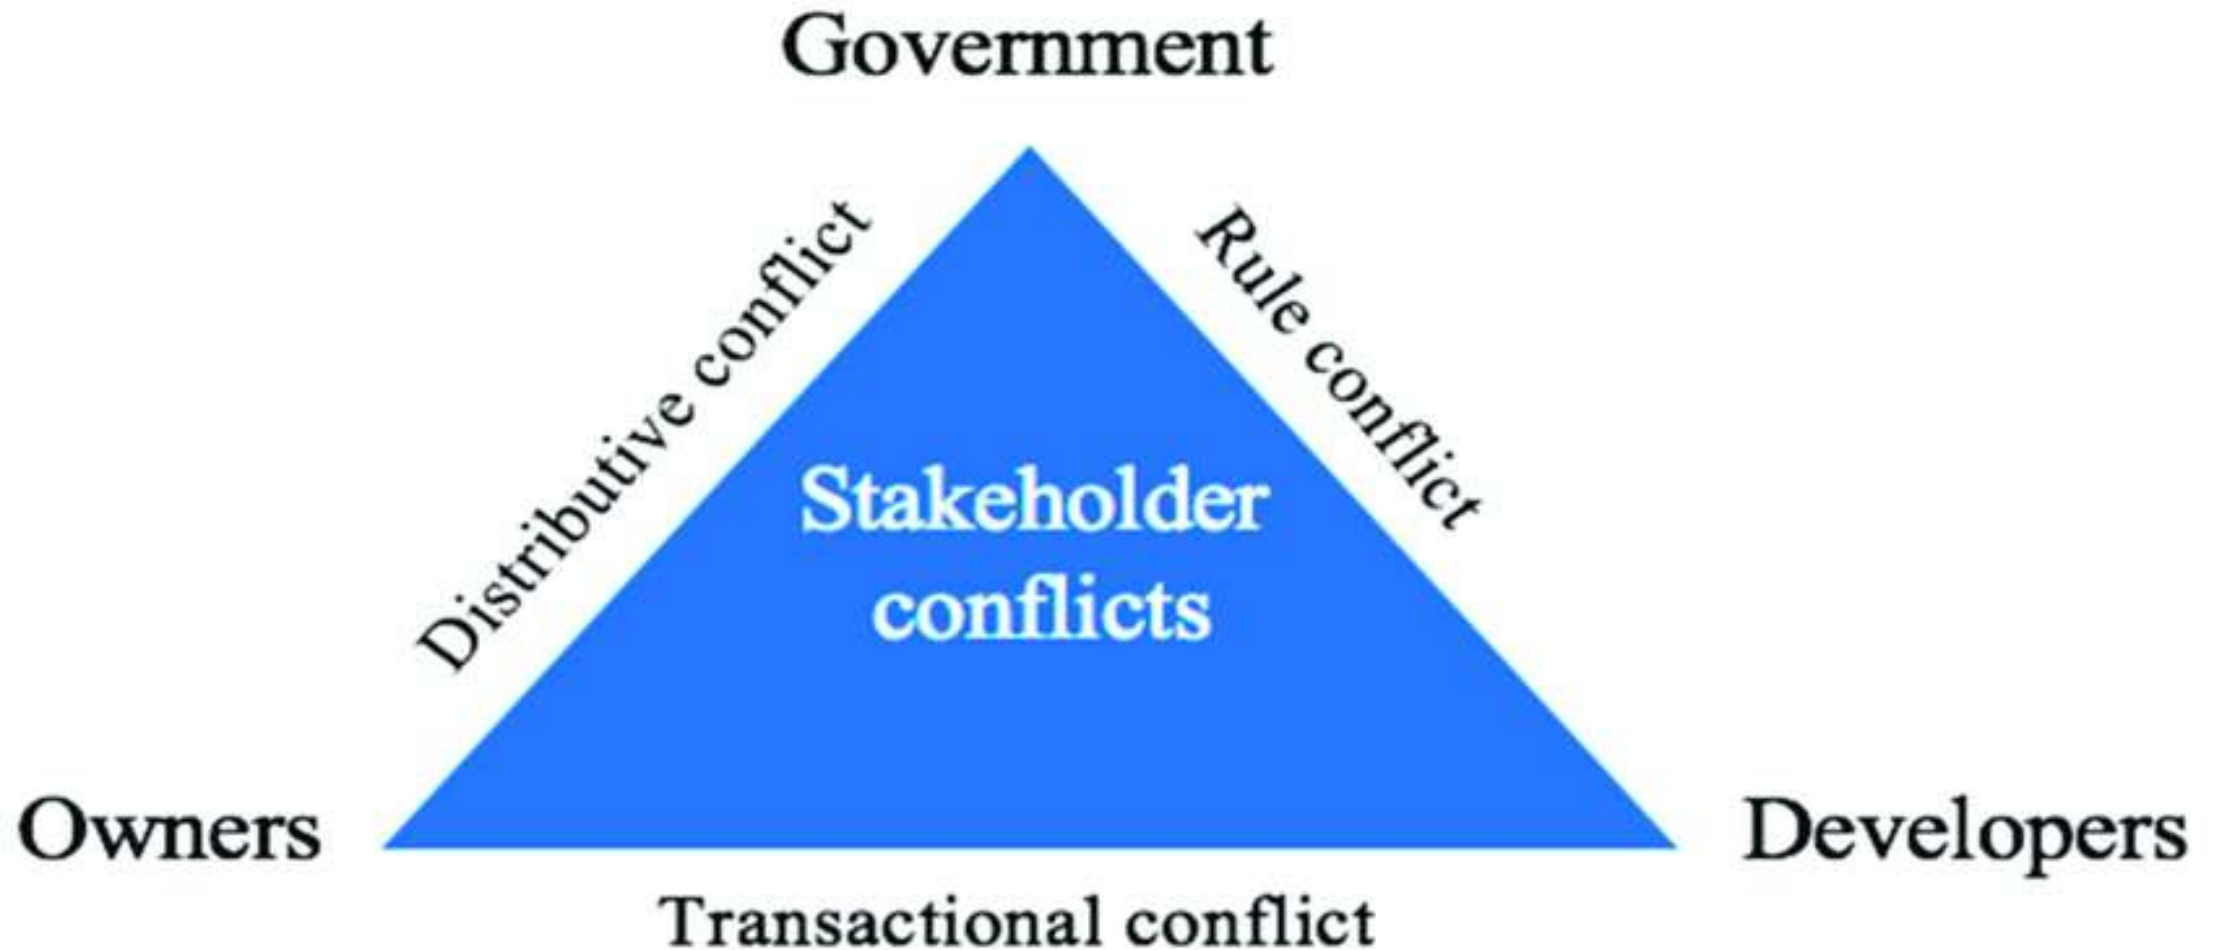 Government
Distributive conflict
Rule conflict
Stakeholder
conflicts
Owners
Developers
Transactional conflict